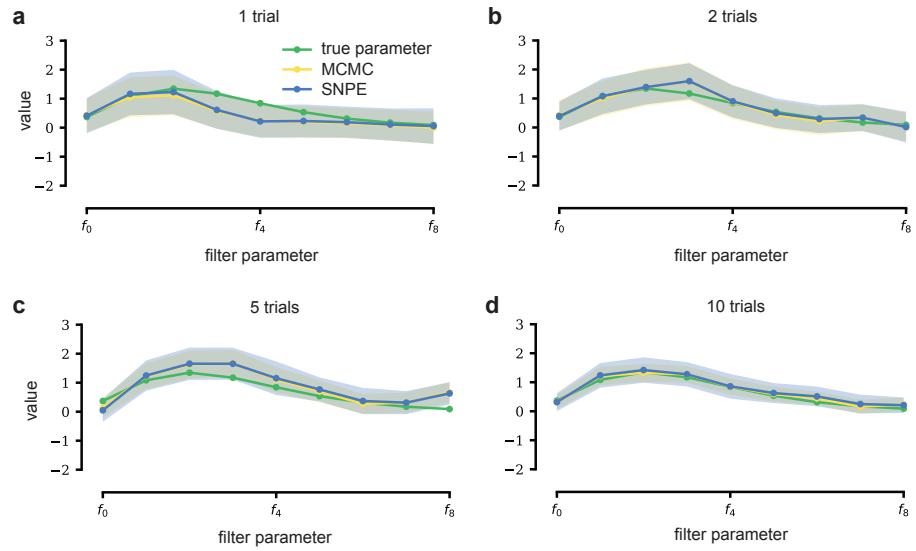 a
1 trial
3
2
1
0
−1
−2
value
true parameter
MCMC
SNPE
f0
f4
f8
filter parameter
b
2 trials
3
2
1
0
−1
−2
f0
f4
f8
filter parameter
c
5 trials
3
2
1
0
−1
−2
value
f0
f4
f8
filter parameter
d
10 trials
3
2
1
0
−1
−2
f0
f4
f8
filter parameter